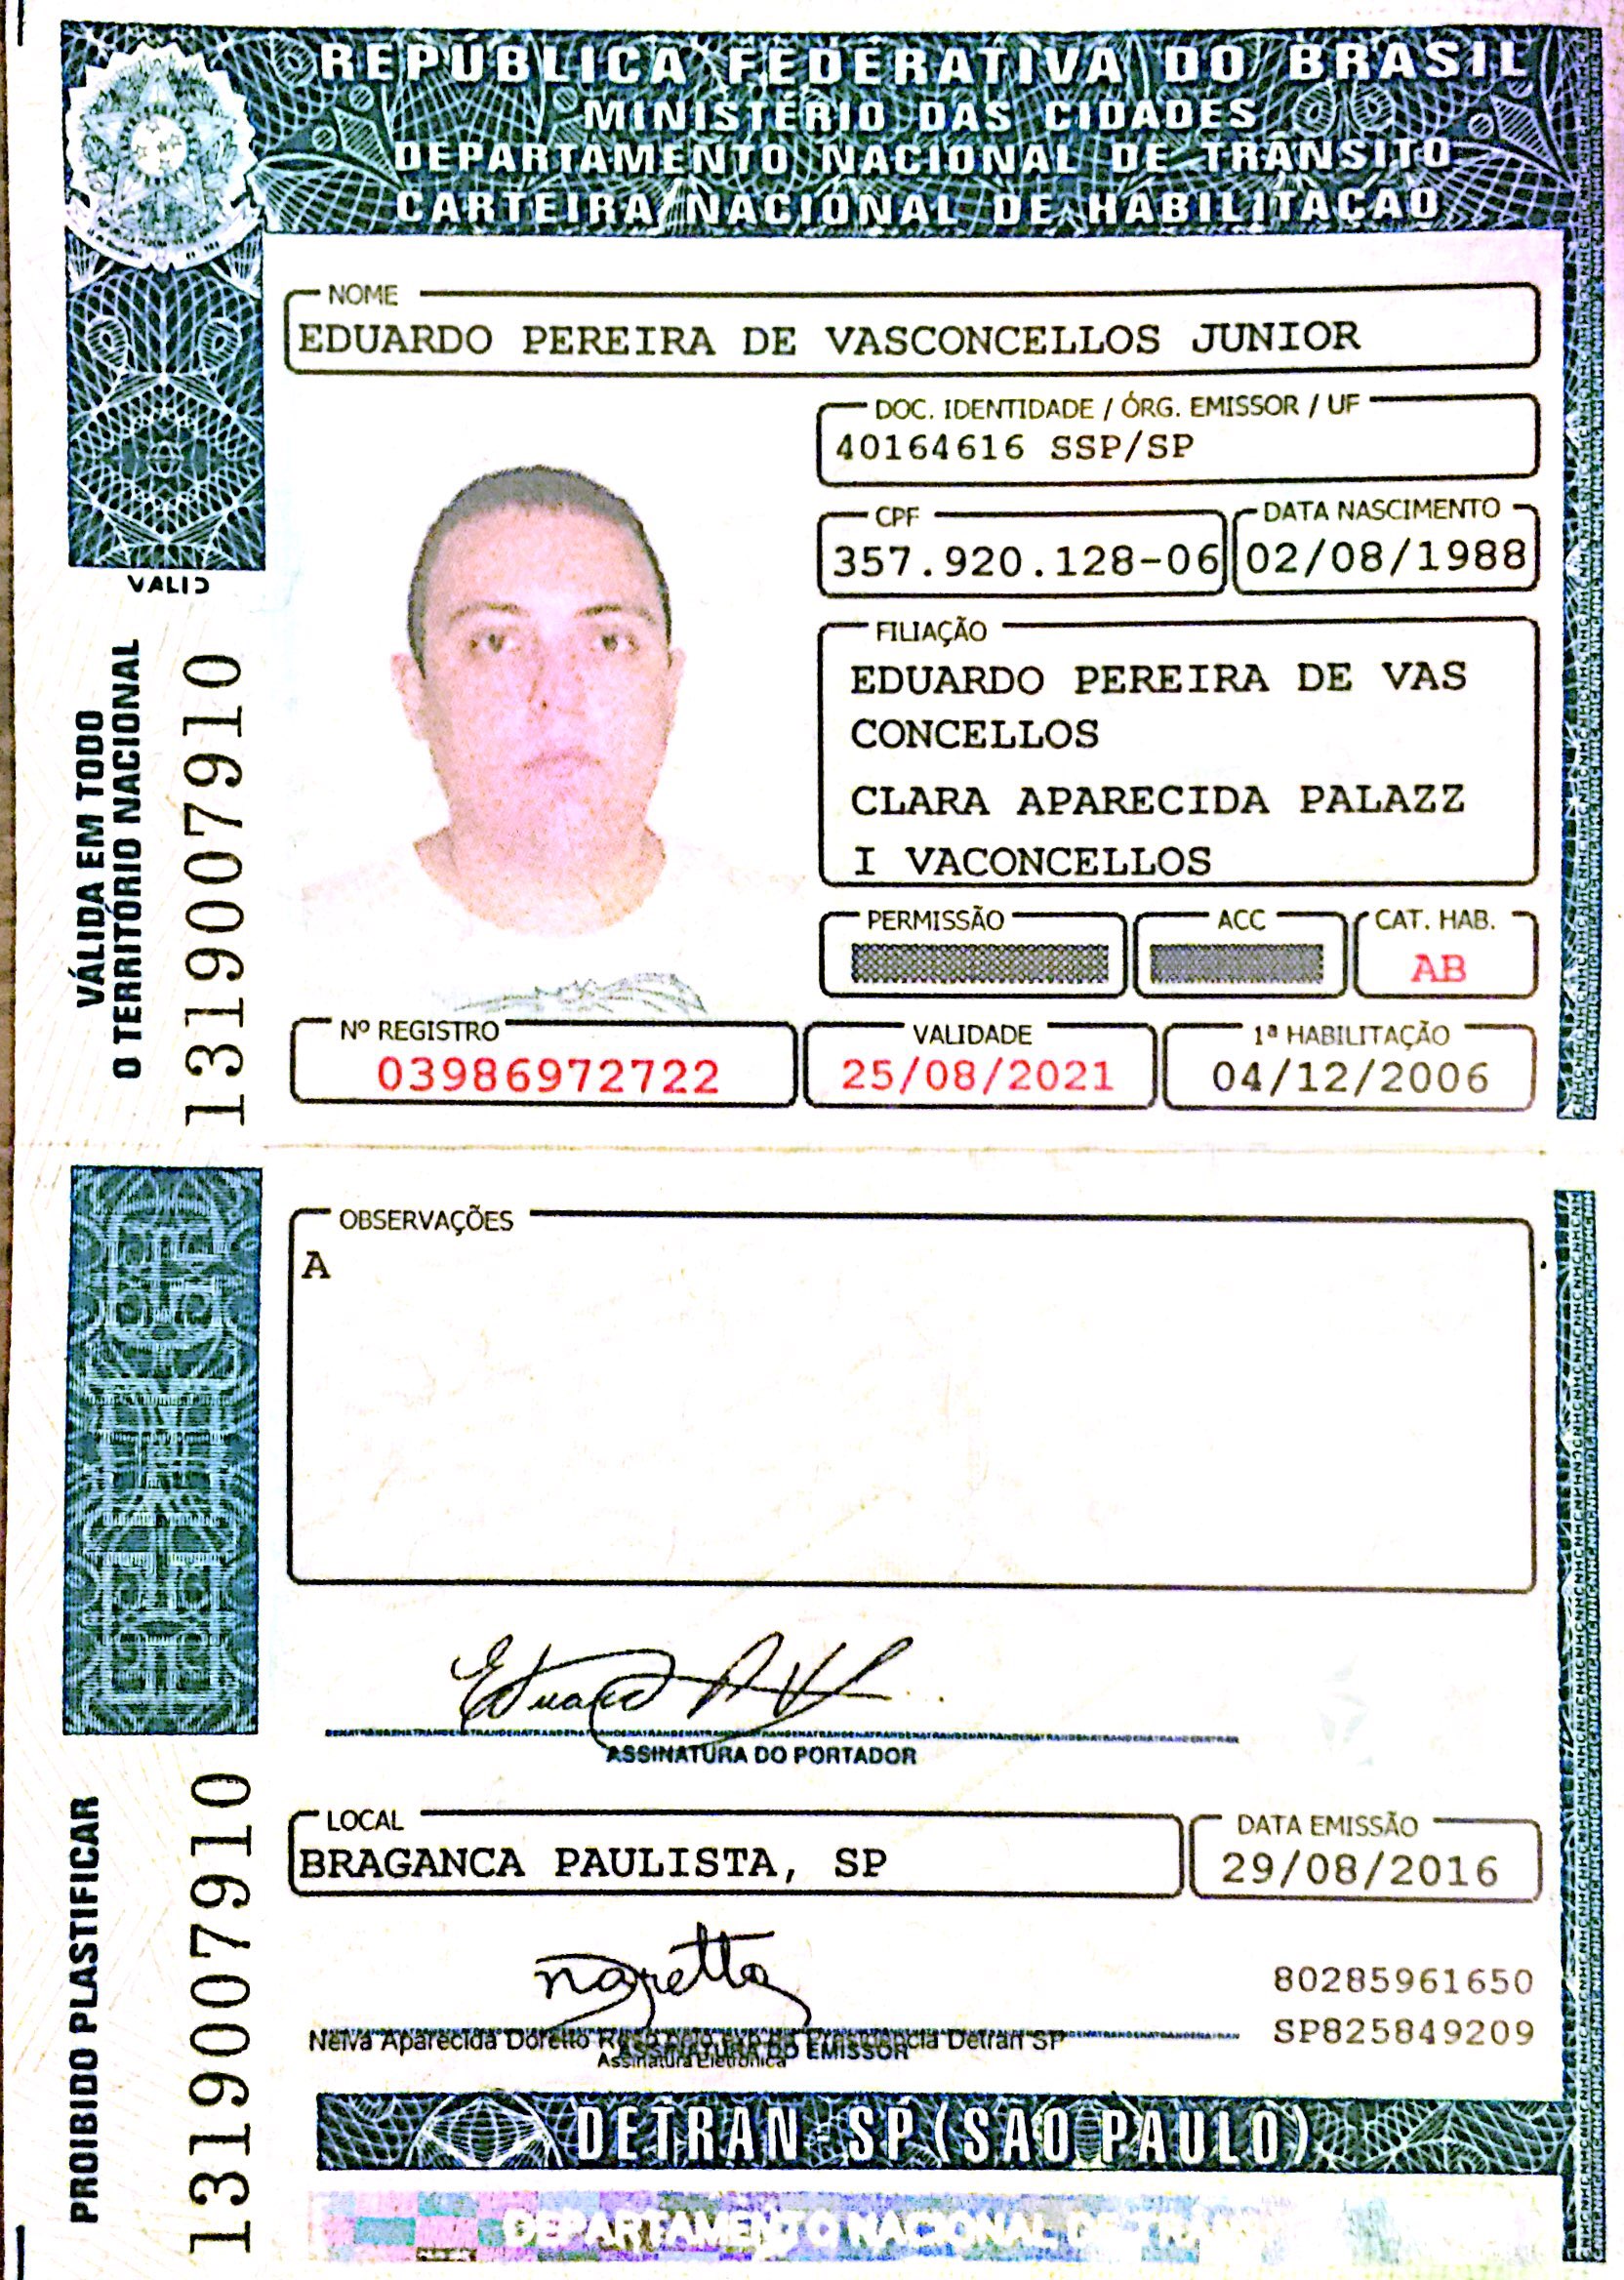 REPÚBLICA FEDERATIVA DO BRASIL
MINISTÉRIO DAS CIDADES
DEPARTAMENTO NACIONAL DE TRÂNSITO
CARTEIRA NACIONAL DE HABILITAÇÃO
NOME
EDUARDO PEREIRA DE VASCONCELLOS JUNIOR
DOC. IDENTIDADE / ÓRG. EMISSOR / UF
40164616 SSP/SP
CPF
357.920.128-06
DATA NASCIMENTO
02/08/1988
FILIAÇÃO
EDUARDO PEREIRA DE VAS
CONCELLOS
CLARA APARECIDA PALAZZ
I VACONCELLOS
PERMISSÃO
ACC
CAT. HAB.
AB
Nº REGISTRO
03986972722
VALIDADE
25/08/2021
1ª HABILITAÇÃO
04/12/2006
VALID
VÁLIDA EM TODO
O TERRITÓRIO NACIONAL
1319007910
OBSERVAÇÕES
A
ASSINATURA DO PORTADOR
LOCAL
BRAGANCA PAULISTA, SP
DATA EMISSÃO
29/08/2016
80285961650
SP825849209
Neiva Aparecida Doretto
Presidência Detran SP
ASSINATURA DO EMISSOR
Assinatura Eletrônica
PROIBIDO PLASTIFICAR
1319007910
DETRAN-SP (SAO PAULO)
DEPARTAMENTO NACIONAL DE